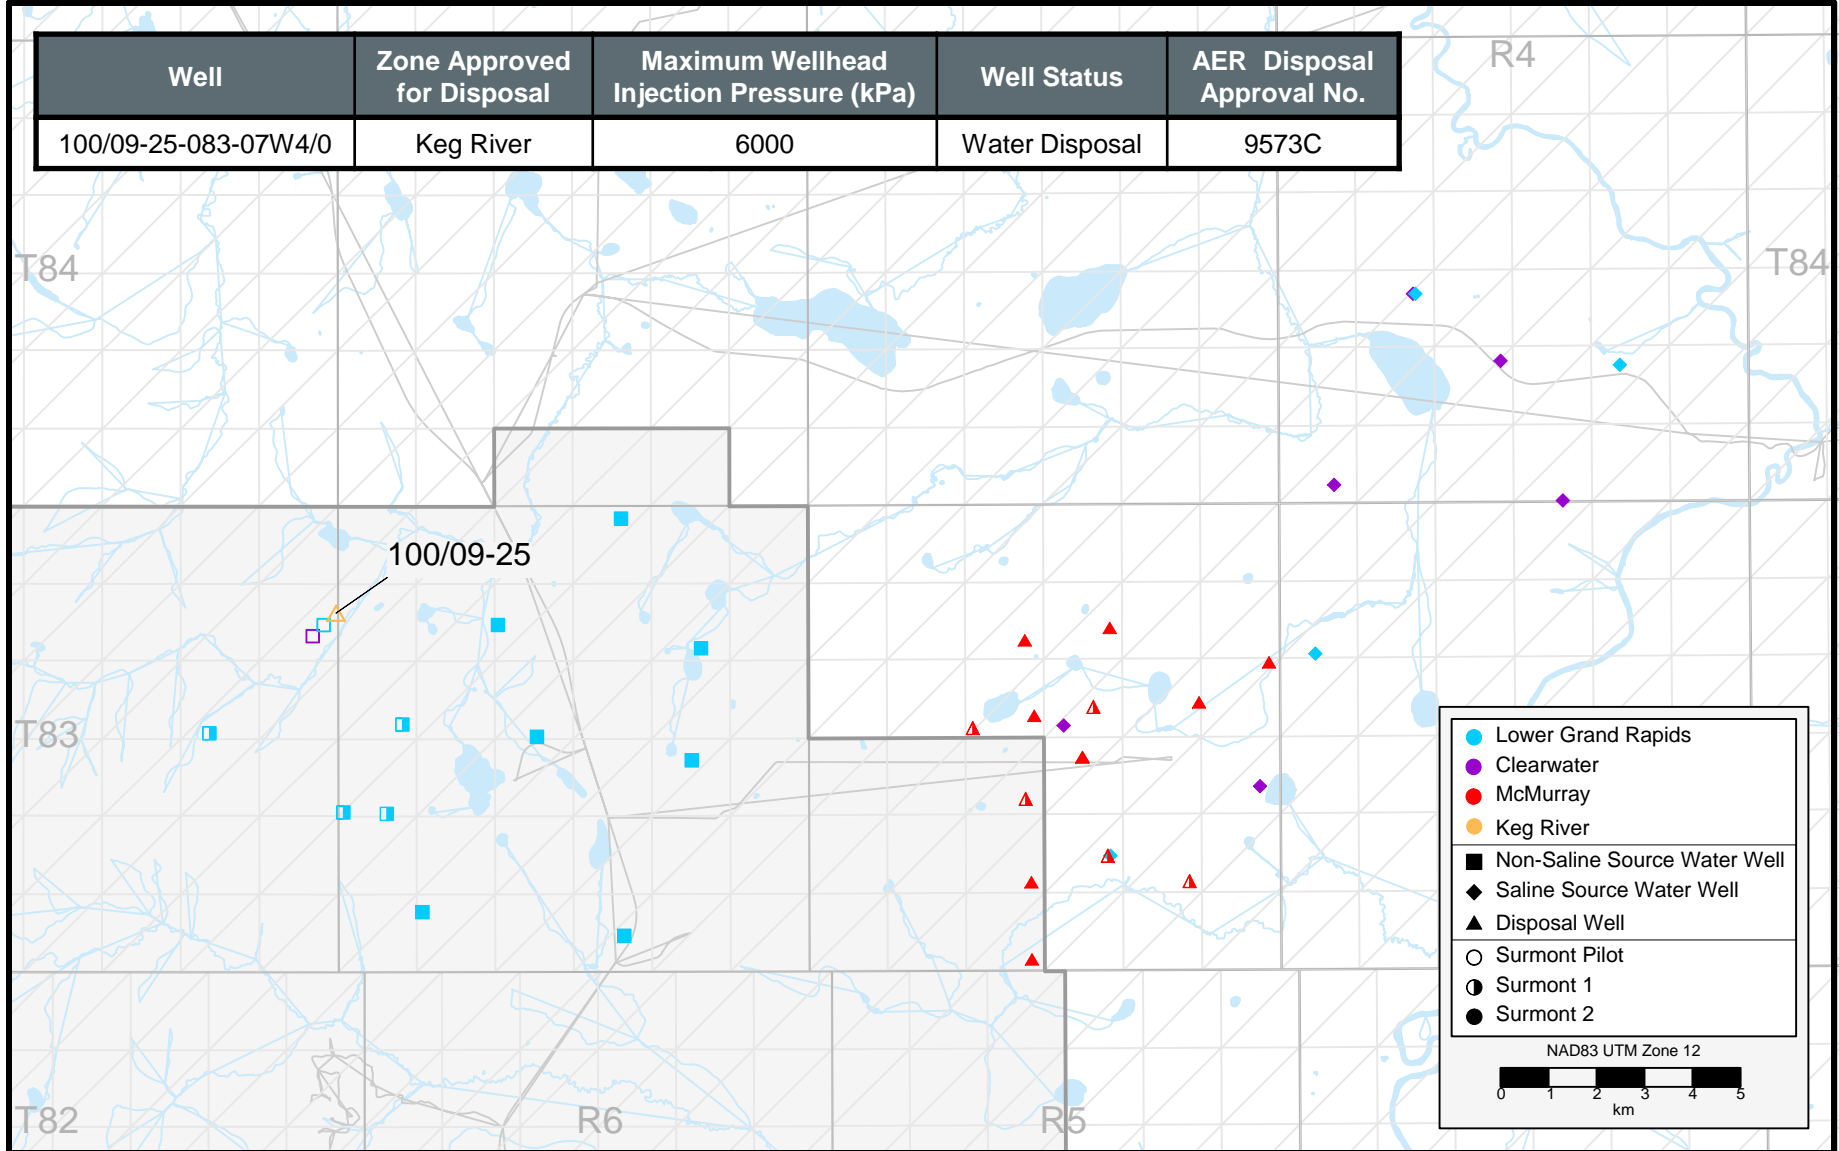 Well
Zone Approved
for Disposal
Maximum Wellhead
Injection Pressure (kPa)
Well Status
AER Disposal
Approval No.
100/09-25-083-07W4/0
Keg River
6000
Water Disposal
9573C
R4
T84
T84
100/09-25
T83
Lower Grand Rapids
Clearwater
McMurray
Keg River
Non-Saline Source Water Well
Saline Source Water Well
Disposal Well
Surmont Pilot
Surmont 1
Surmont 2
NAD83 UTM Zone 12
0 1 2 3 4 5
km
T82
R6
R5